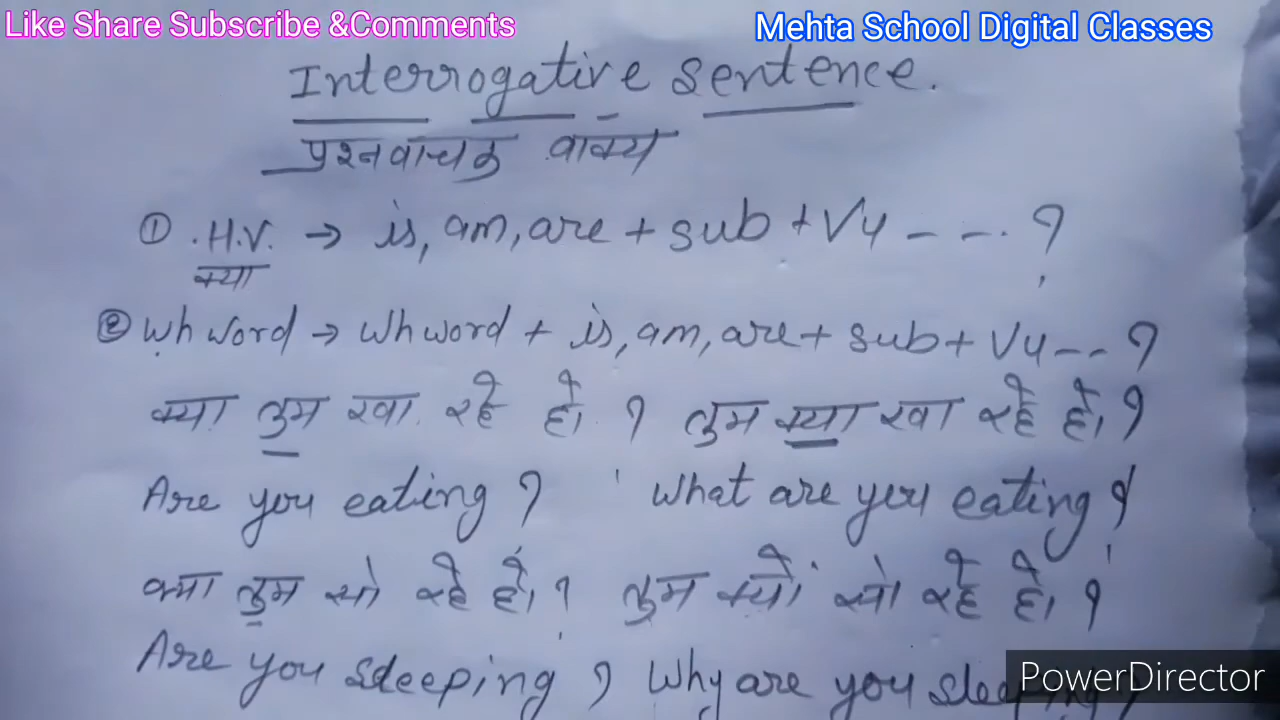 Like Share Subscribe &Comments
Mehta School Digital Classes
Interrogative Sentence.
प्रश्नवाचक वाक्य
① H.V. → is, am, are + sub + V4 - - - ?
क्या
② Wh word → Wh word + is, am, are + sub + V4 - - ?
क्या तुम खा रहे हो ? तुम क्या खा रहे हो ?
Are you eating ? What are you eating ?
क्या तुम सो रहे हो ? तुम क्यों सो रहे हो ?
Are you sleeping ? Why are you sleeping ?
PowerDirector